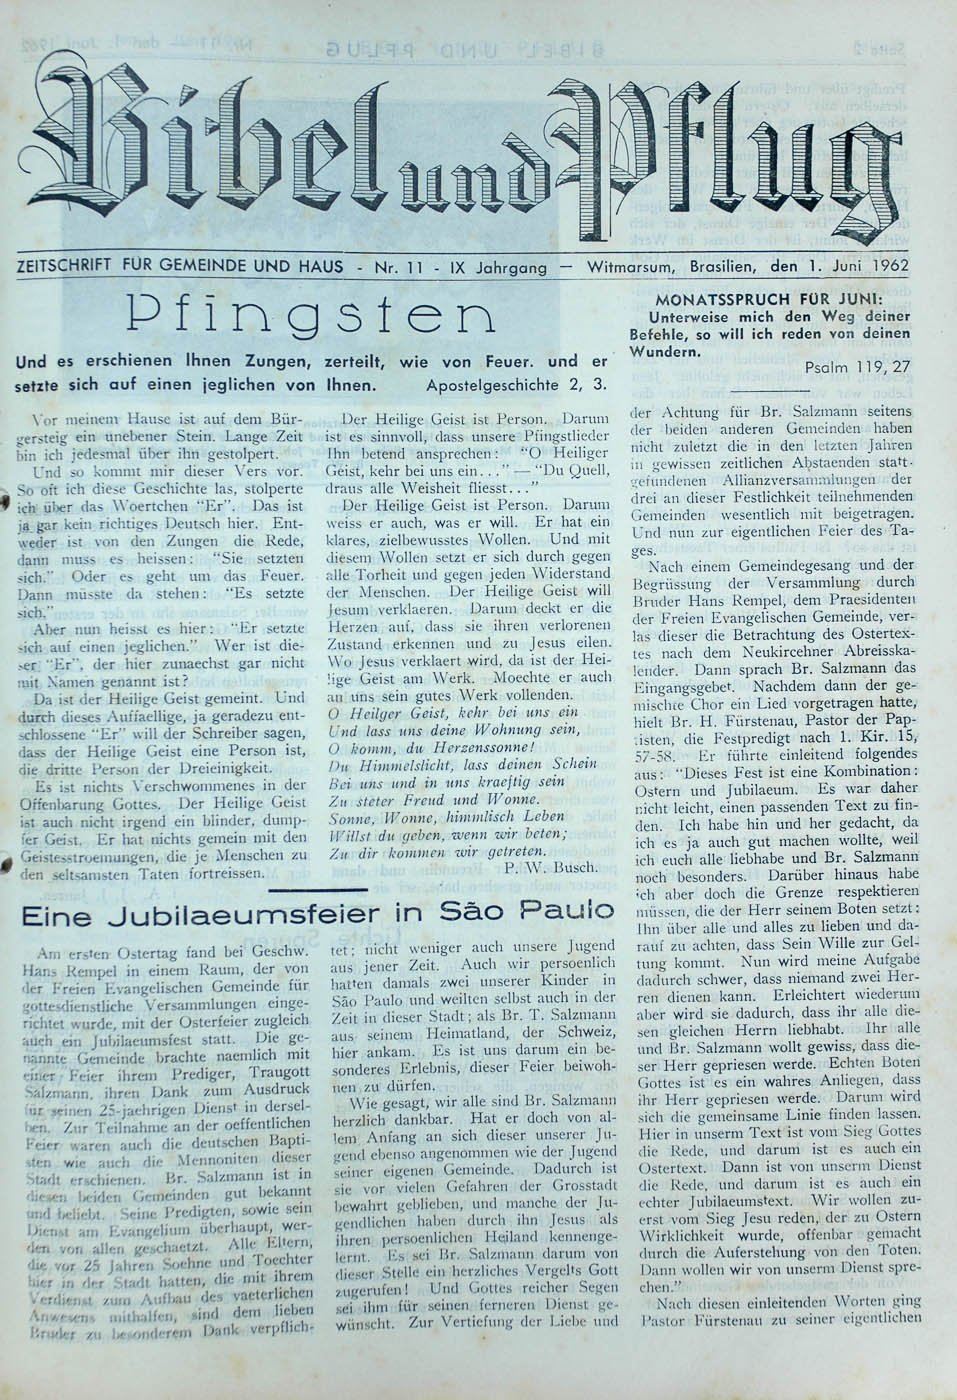 Bibel und Pflug
ZEITSCHRIFT FÜR GEMEINDE UND HAUS - Nr. 11 - IX Jahrgang — Witmarsum, Brasilien, den 1. Juni 1962
Pfingsten
Und es erschienen Ihnen Zungen, zerteilt, wie von Feuer. und er
setzte sich auf einen jeglichen von Ihnen. Apostelgeschichte 2, 3.
Vor meinem Hause ist auf dem Bür-
gersteig ein unebener Stein. Lange Zeit
bin ich jedesmal über ihn gestolpert.
Und so kommt mir dieser Vers vor.
So oft ich diese Geschichte las, stolperte
ich über das Woertchen "Er". Das ist
ja gar kein richtiges Deutsch hier. Ent-
weder ist von den Zungen die Rede,
dann muss es heissen: "Sie setzten
sich." Oder es geht um das Feuer.
Dann müsste da stehen: "Es setzte
sich."
Aber nun heisst es hier: "Er setzte
sich auf einen jeglichen." Wer ist die-
ser "Er", der hier zunaechst gar nicht
mit Namen genannt ist?
Da ist der Heilige Geist gemeint. Und
durch dieses Auffaellige, ja geradezu ent-
schlossene "Er" will der Schreiber sagen,
dass der Heilige Geist eine Person ist,
die dritte Person der Dreieinigkeit.
Es ist nichts Verschwommenes in der
Offenbarung Gottes. Der Heilige Geist
ist auch nicht irgend ein blinder, dump-
fer Geist. Er hat nichts gemein mit den
Geistesstroemungen, die je Menschen zu
den seltsamsten Taten fortreissen.
Der Heilige Geist ist Person. Darum
ist es sinnvoll, dass unsere Pfingstlieder
Ihn betend ansprechen: "O Heiliger
Geist, kehr bei uns ein..." — "Du Quell,
draus alle Weisheit fliesst..."
Der Heilige Geist ist Person. Darum
weiss er auch, was er will. Er hat ein
klares, zielbewusstes Wollen. Und mit
diesem Wollen setzt er sich durch gegen
alle Torheit und gegen jeden Widerstand
der Menschen. Der Heilige Geist will
Jesum verklaeren. Darum deckt er die
Herzen auf, dass sie ihren verlorenen
Zustand erkennen und zu Jesus eilen.
Wo Jesus verklaert wird, da ist der Hei-
lige Geist am Werk. Moechte er auch
an uns sein gutes Werk vollenden.
O Heilger Geist, kehr bei uns ein
Und lass uns deine Wohnung sein,
O komm, du Herzenssonne!
Du Himmelslicht, lass deinen Schein
Bei uns und in uns kraeftig sein
Zu steter Freud und Wonne.
Sonne, Wonne, himmlisch Leben
Willst du geben, wenn wir beten;
Zu dir kommen wir getreten.
P. W. Busch.
Eine Jubilaeumsfeier in São Paulo
Am ersten Ostertag fand bei Geschw.
Hans Rempel in einem Raum, der von
der Freien Evangelischen Gemeinde für
gottesdienstliche Versammlungen einge-
richtet wurde, mit der Osterfeier zugleich
auch ein Jubilaeumsfest statt. Die ge-
nannte Gemeinde brachte naemlich mit
einer Feier ihrem Prediger, Traugott
Salzmann, ihren Dank zum Ausdruck
für seinen 25-jaehrigen Dienst in dersel-
ben. Zur Teilnahme an der oeffentlichen
Feier waren auch die deutschen Bapti-
sten wie auch die Mennoniten dieser
Stadt erschienen. Br. Salzmann ist in
diesen beiden Gemeinden gut bekannt
und beliebt. Seine Predigten, sowie sein
Dienst am Evangelium überhaupt, wer-
den von allen geschaetzt. Alle Eltern,
die vor 25 Jahren Soehne und Toechter
hier in der Stadt hatten, die mit ihrem
Verdienst zum Aufbau des vaeterlichen
Anwesens mithalfen, sind dem lieben
Bruder zu besonderem Dank verpflich-
tet; nicht weniger auch unsere Jugend
aus jener Zeit. Auch wir persoenlich
hatten damals zwei unserer Kinder in
São Paulo und weilten selbst auch in der
Zeit in dieser Stadt; als Br. T. Salzmann
aus seinem Heimatland, der Schweiz,
hier ankam. Es ist uns darum ein be-
sonderes Erlebnis, dieser Feier beiwoh-
nen zu dürfen.
Wie gesagt, wir alle sind Br. Salzmann
herzlich dankbar. Hat er doch von al-
lem Anfang an sich dieser unserer Ju-
gend ebenso angenommen wie der Jugend
seiner eigenen Gemeinde. Dadurch ist
sie vor vielen Gefahren der Grosstadt
bewahrt geblieben, und manche der Ju-
gendlichen haben durch ihn Jesus als
ihren persoenlichen Heiland kennenge-
lernt. Es sei Br. Salzmann darum von
dieser Stelle ein herzliches Vergelts Gott
zugerufen! Und Gottes reicher Segen
sei ihm für seinen ferneren Dienst ge-
wünscht. Zur Vertiefung der Liebe und
MONATSSPRUCH FÜR JUNI:
Unterweise mich den Weg deiner
Befehle, so will ich reden von deinen
Wundern.
Psalm 119, 27
der Achtung für Br. Salzmann seitens
der beiden anderen Gemeinden haben
nicht zuletzt die in den letzten Jahren
in gewissen zeitlichen Abstaenden statt-
gefundenen Allianzversammlungen der
drei an dieser Festlichkeit teilnehmenden
Gemeinden wesentlich mit beigetragen.
Und nun zur eigentlichen Feier des Ta-
ges.
Nach einem Gemeindegesang und der
Begrüssung der Versammlung durch
Bruder Hans Rempel, dem Praesidenten
der Freien Evangelischen Gemeinde, ver-
las dieser die Betrachtung des Ostertex-
tes nach dem Neukirchener Abreisska-
lender. Dann sprach Br. Salzmann das
Eingangsgebet. Nachdem dann der ge-
mischte Chor ein Lied vorgetragen hatte,
hielt Br. H. Fürstenau, Pastor der Pap-
tisten, die Festpredigt nach 1. Kir. 15,
57-58. Er führte einleitend folgendes
aus: "Dieses Fest ist eine Kombination:
Ostern und Jubilaeum. Es war daher
nicht leicht, einen passenden Text zu fin-
den. Ich habe hin und her gedacht, da
ich es ja auch gut machen wollte, weil
ich euch alle liebhabe und Br. Salzmann
noch besonders. Darüber hinaus habe
ich aber doch die Grenze respektieren
müssen, die der Herr seinem Boten setzt:
Ihn über alle und alles zu lieben und da-
rauf zu achten, dass Sein Wille zur Gel-
tung kommt. Nun wird meine Aufgabe
dadurch schwer, dass niemand zwei Her-
ren dienen kann. Erleichtert wiederum
aber wird sie dadurch, dass ihr alle die-
sen gleichen Herrn liebhabt. Ihr alle
und Br. Salzmann wollt gewiss, dass die-
ser Herr gepriesen werde. Echten Boten
Gottes ist es ein wahres Anliegen, dass
ihr Herr gepriesen werde. Darum wird
sich die gemeinsame Linie finden lassen.
Hier in unserm Text ist vom Sieg Gottes
die Rede, und darum ist es auch ein
Ostertext. Dann ist von unserm Dienst
die Rede, und darum ist es auch ein
echter Jubilaeumstext. Wir wollen zu-
erst vom Sieg Jesu reden, der zu Ostern
Wirklichkeit wurde, offenbar gemacht
durch die Auferstehung von den Toten.
Dann wollen wir von unserm Dienst spre-
chen."
Nach diesen einleitenden Worten ging
Pastor Fürstenau zu seiner eigentlichen